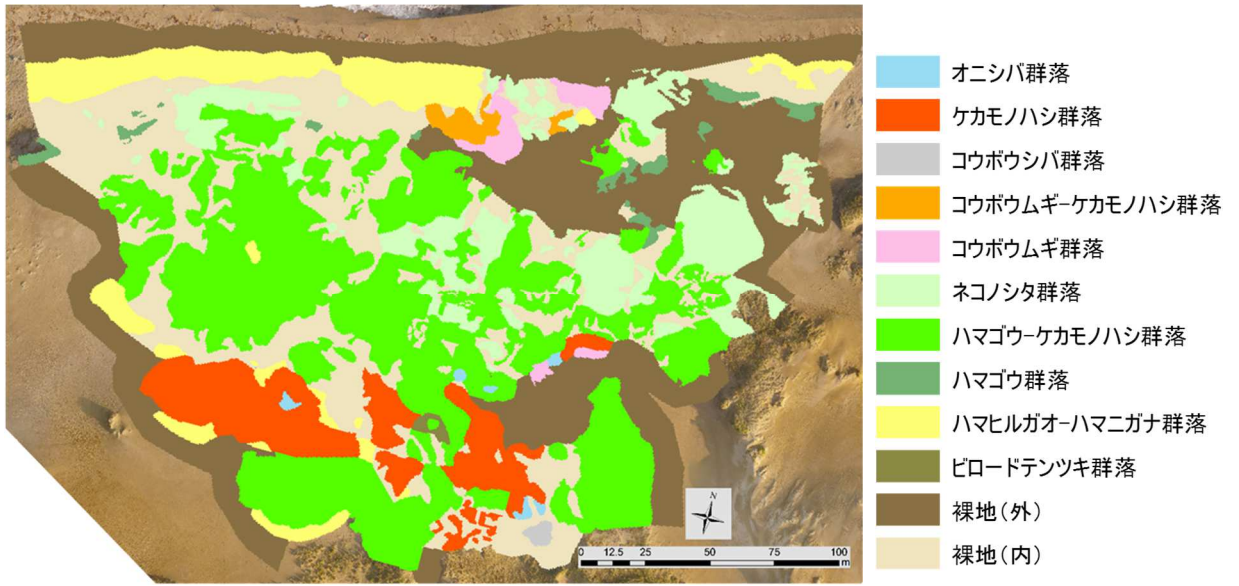 オニシバ群落
ケカモノハシ群落
コウボウシバ群落
コウボウムギ-ケカモノハシ群落
コウボウムギ群落
ネコノシタ群落
ハマゴウ-ケカモノハシ群落
ハマゴウ群落
ハマヒルガオ-ハマニガナ群落
ビロードテンツキ群落
裸地(外)
裸地(内)
N
0 12.5 25 50 75 100
m